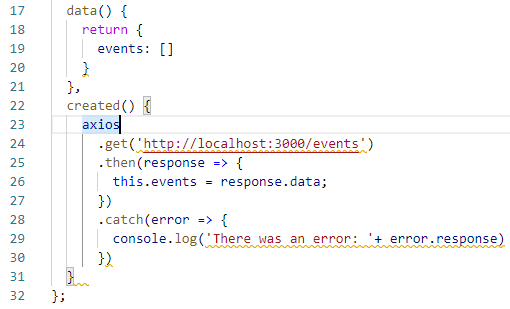 17 data() {
18 return {
19 events: []
20 }
21 },
22 created() {
23 axios
24 .get('http://localhost:3000/events')
25 .then(response => {
26 this.events = response.data;
27 })
28 .catch(error => {
29 console.log('There was an error: '+ error.response)
30 })
31 }
32 };